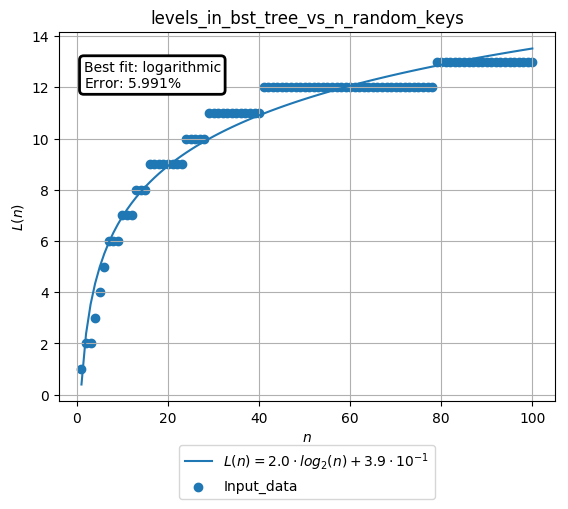 levels_in_bst_tree_vs_n_random_keys
Best fit: logarithmic
Error: 5.991%
14
12
10
8
6
4
2
0
L(n)
0 20 40 60 80 100
n
L(n) = 2.0 · log₂(n) + 3.9 · 10⁻¹
Input_data